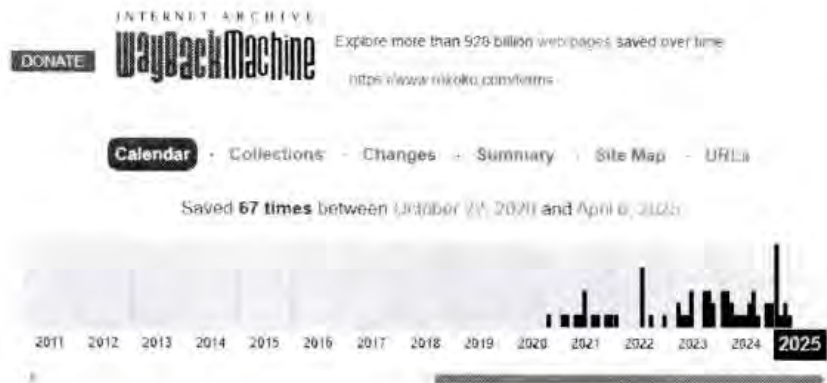 INTERNET ARCHIVE
WayBackMachine
DONATE
Explore more than 928 billion web pages saved over time
https://www.rokoko.com/terms
Calendar · Collections · Changes · Summary · Site Map · URLs
Saved 67 times between October 2020 and April 6, 2025
2011 2012 2013 2014 2015 2016 2017 2018 2019 2020 2021 2022 2023 2024 2025